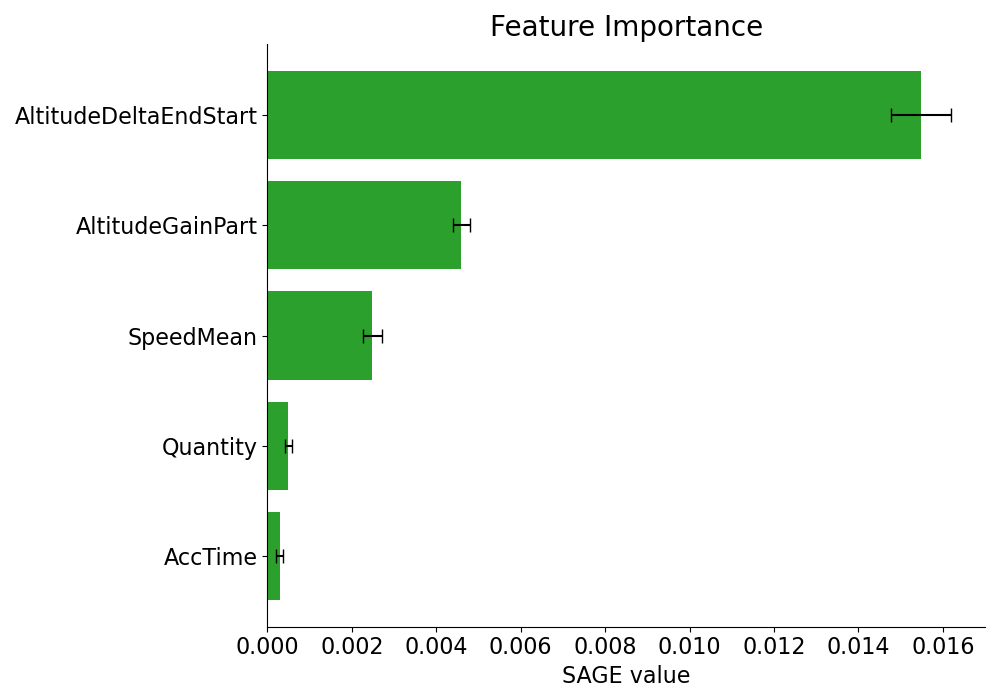 Feature Importance
AltitudeDeltaEndStart
AltitudeGainPart
SpeedMean
Quantity
AccTime
0.000 0.002 0.004 0.006 0.008 0.010 0.012 0.014 0.016
SAGE value